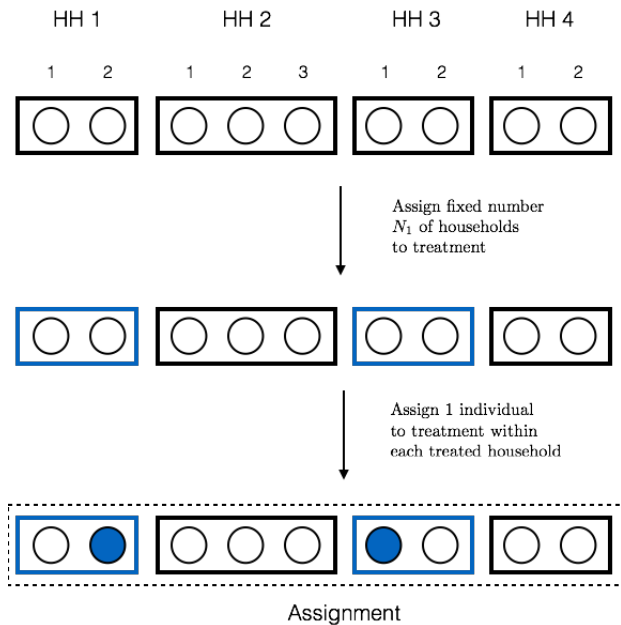 HH 1 HH 2 HH 3 HH 4
1 2 1 2 3 1 2 1 2
Assign fixed number
N₁ of households
to treatment
Assign 1 individual
to treatment within
each treated household
Assignment